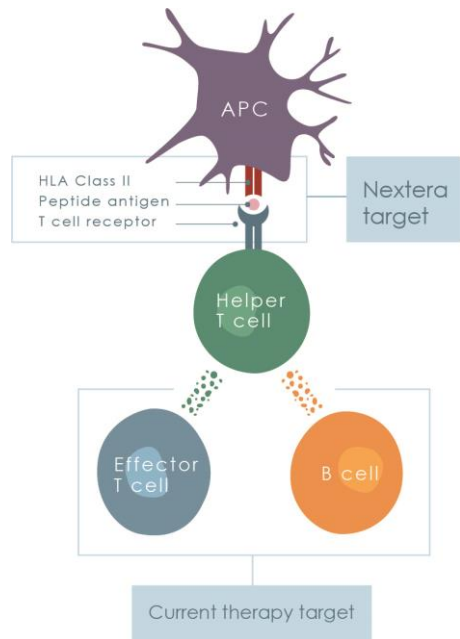 APC
HLA Class II
Peptide antigen
T cell receptor
Nextera
target
Helper
T cell
Effector
T cell
B cell
Current therapy target